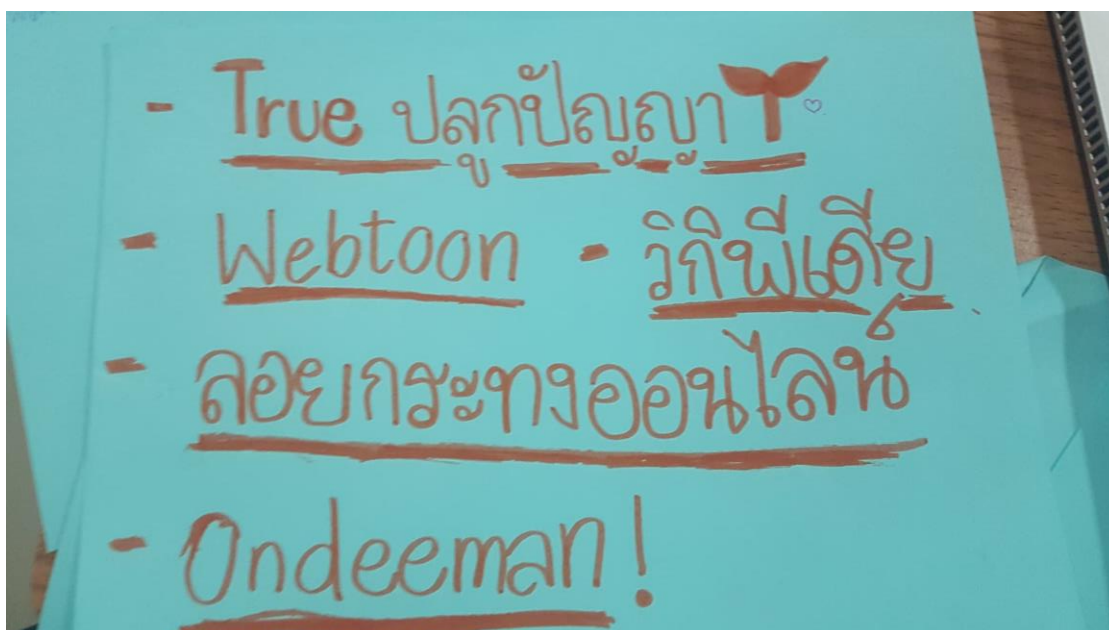 - True ปลูกปัญญา
- Webtoon - วิกิพีเดีย
- ลอยกระทงออนไลน์
- Ondeeman!